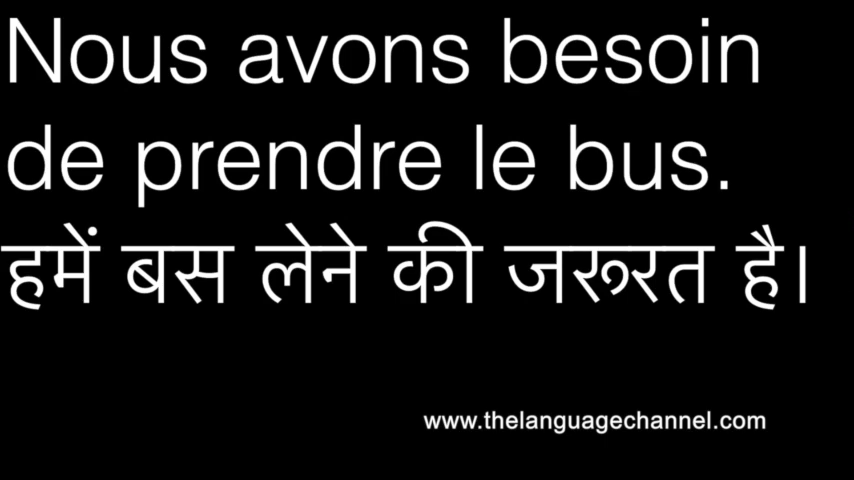 Nous avons besoin
de prendre le bus.
हमें बस लेने की जरूरत है।
www.thelanguagechannel.com